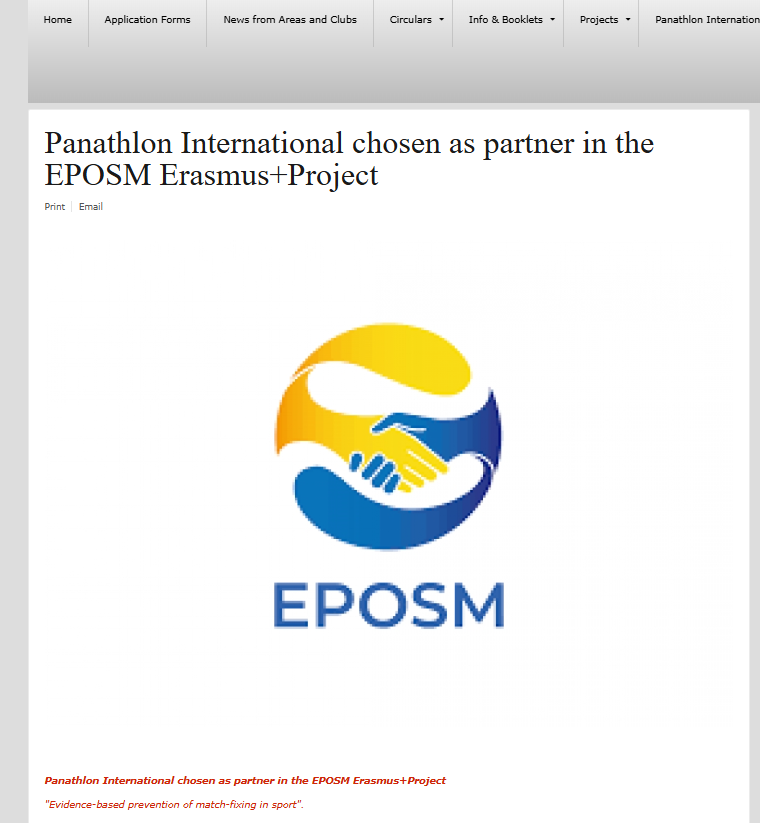 Home Application Forms News from Areas and Clubs Circulars Info & Booklets Projects Panathlon Internation
Panathlon International chosen as partner in the
EPOSM Erasmus+Project
Print Email
EPOSM
Panathlon International chosen as partner in the EPOSM Erasmus+Project
"Evidence-based prevention of match-fixing in sport".